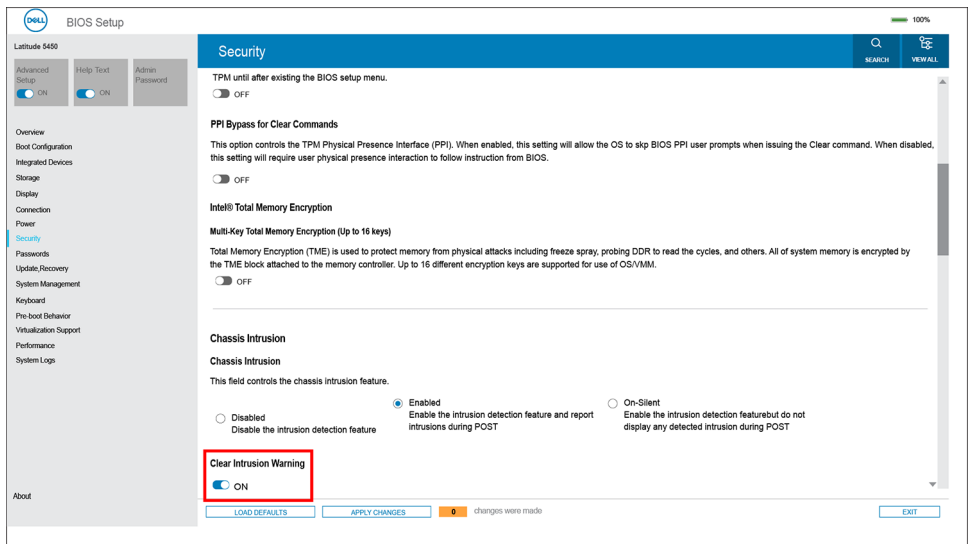 DELL
BIOS Setup
100%
Latitude 5450
Advanced Setup
ON
Help Text
ON
Admin Password
Overview
Boot Configuration
Integrated Devices
Storage
Display
Connection
Power
Security
Passwords
Update,Recovery
System Management
Keyboard
Pre-boot Behavior
Virtualization Support
Performance
System Logs
About
Security
SEARCH
VIEW ALL
TPM until after existing the BIOS setup menu.
OFF
PPI Bypass for Clear Commands
This option controls the TPM Physical Presence Interface (PPI). When enabled, this setting will allow the OS to skp BIOS PPI user prompts when issuing the Clear command. When disabled,
this setting will require user physical presence interaction to follow instruction from BIOS.
OFF
Intel® Total Memory Encryption
Multi-Key Total Memory Encryption (Up to 16 keys)
Total Memory Encryption (TME) is used to protect memory from physical attacks including freeze spray, probing DDR to read the cycles, and others. All of system memory is encrypted by
the TME block attached to the memory controller. Up to 16 different encryption keys are supported for use of OS/VMM.
OFF
Chassis Intrusion
Chassis Intrusion
This field controls the chassis intrusion feature.
Disabled
Disable the intrusion detection feature
Enabled
Enable the intrusion detection feature and report
intrusions during POST
On-Silent
Enable the intrusion detection featurebut do not
display any detected intrusion during POST
Clear Intrusion Warning
ON
LOAD DEFAULTS
APPLY CHANGES
0
changes were made
EXIT